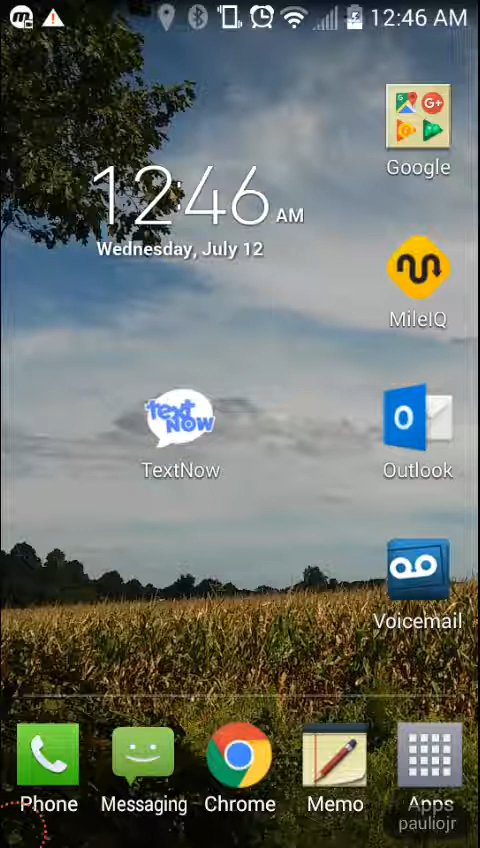 12:46 AM
12:46 AM
Wednesday, July 12
Google
MileIQ
text
NOW
TextNow
Outlook
Voicemail
Phone
Messaging
Chrome
Memo
Apps
pauliojr